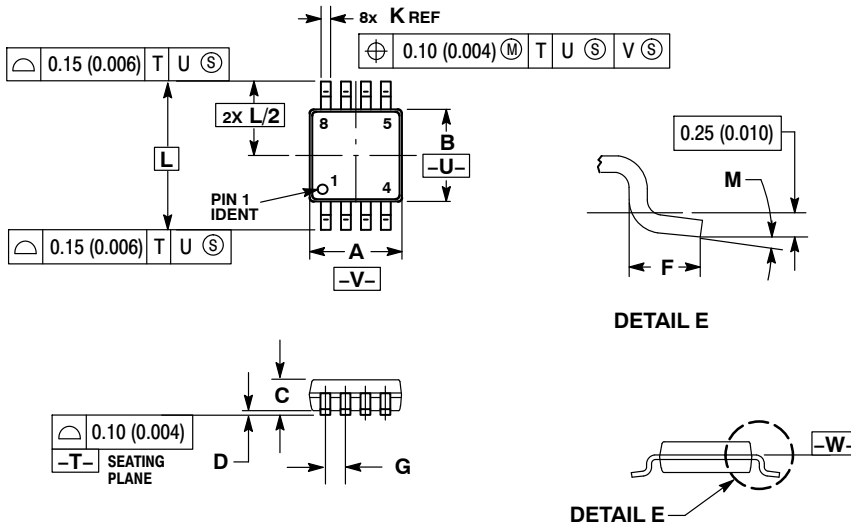 8x K REF
⌖ 0.10 (0.004) Ⓜ T U Ⓢ V Ⓢ
⌓ 0.15 (0.006) T U Ⓢ
2X L/2
8 5
B
–U–
L
PIN 1
IDENT
1
4
⌓ 0.15 (0.006) T U Ⓢ
A
–V–
0.25 (0.010)
M
F
DETAIL E
C
⌓ 0.10 (0.004)
–T– SEATING
PLANE
D
G
–W–
DETAIL E